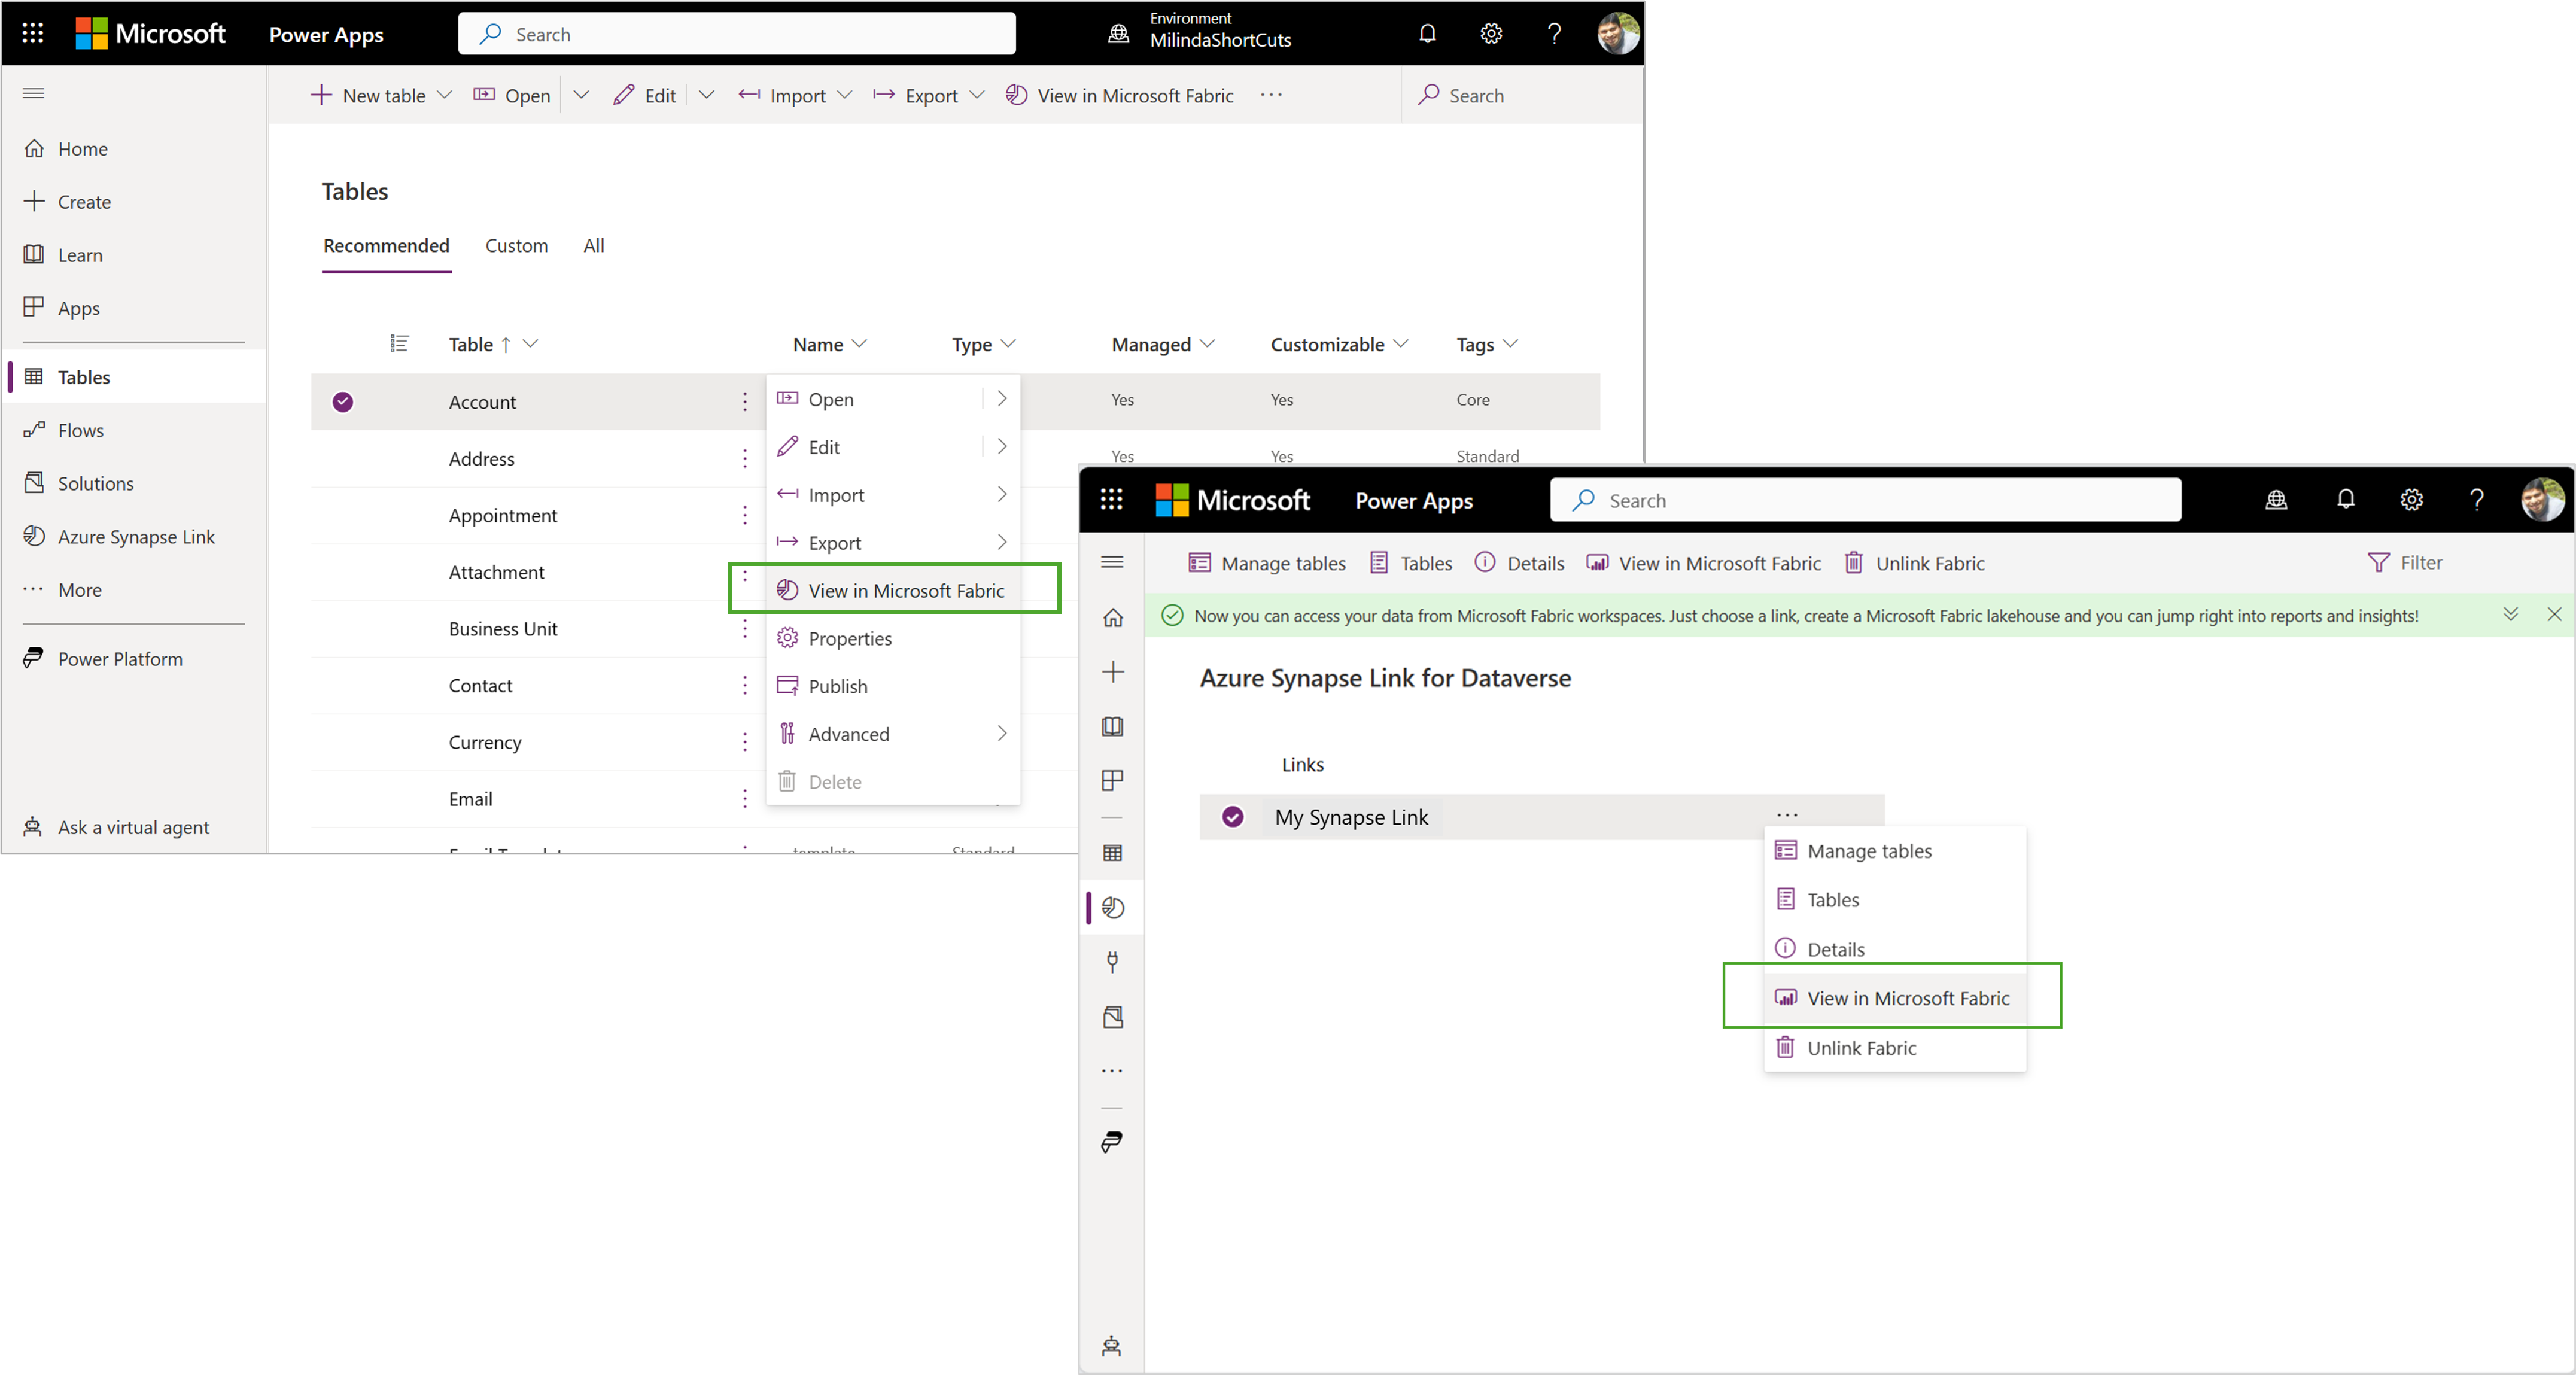 Microsoft Power Apps Search Environment
MilindaShortCuts
New table Open Edit Import Export View in Microsoft Fabric ··· Search
Home
Create
Learn
Apps
Tables
Flows
Solutions
Azure Synapse Link
More
Power Platform
Ask a virtual agent
Tables
Recommended Custom All
Table ↑ Name Type Managed Customizable Tags
Account Yes Yes Core
Address Yes Yes Standard
Appointment
Attachment
Business Unit
Contact
Currency
Email
Email Templat template Standard
Open
Edit
Import
Export
View in Microsoft Fabric
Properties
Publish
Advanced
Delete
Microsoft Power Apps Search
Manage tables Tables Details View in Microsoft Fabric Unlink Fabric Filter
Now you can access your data from Microsoft Fabric workspaces. Just choose a link, create a Microsoft Fabric lakehouse and you can jump right into reports and insights!
Azure Synapse Link for Dataverse
Links
My Synapse Link ···
Manage tables
Tables
Details
View in Microsoft Fabric
Unlink Fabric